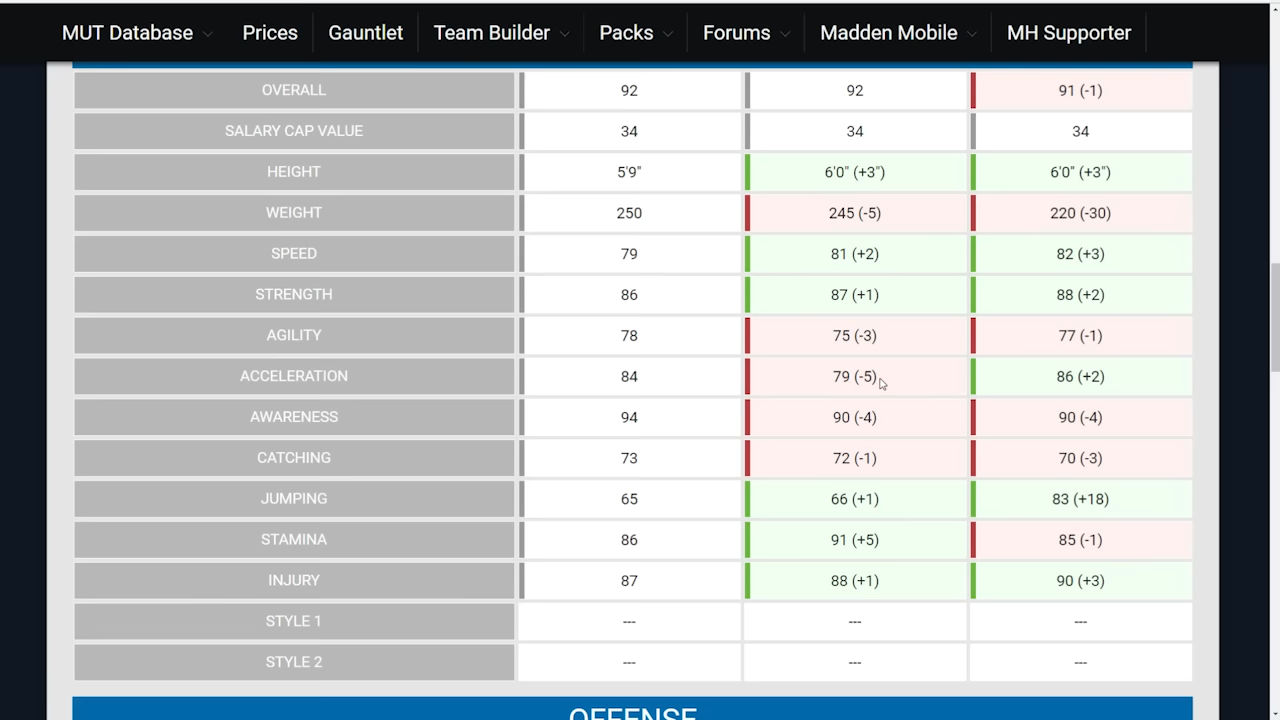 MUT Database Prices Gauntlet Team Builder Packs Forums Madden Mobile MH Supporter
OVERALL 92 92 91 (-1)
SALARY CAP VALUE 34 34 34
HEIGHT 5'9" 6'0" (+3") 6'0" (+3")
WEIGHT 250 245 (-5) 220 (-30)
SPEED 79 81 (+2) 82 (+3)
STRENGTH 86 87 (+1) 88 (+2)
AGILITY 78 75 (-3) 77 (-1)
ACCELERATION 84 79 (-5) 86 (+2)
AWARENESS 94 90 (-4) 90 (-4)
CATCHING 73 72 (-1) 70 (-3)
JUMPING 65 66 (+1) 83 (+18)
STAMINA 86 91 (+5) 85 (-1)
INJURY 87 88 (+1) 90 (+3)
STYLE 1 --- --- ---
STYLE 2 --- --- ---
OFFENSE